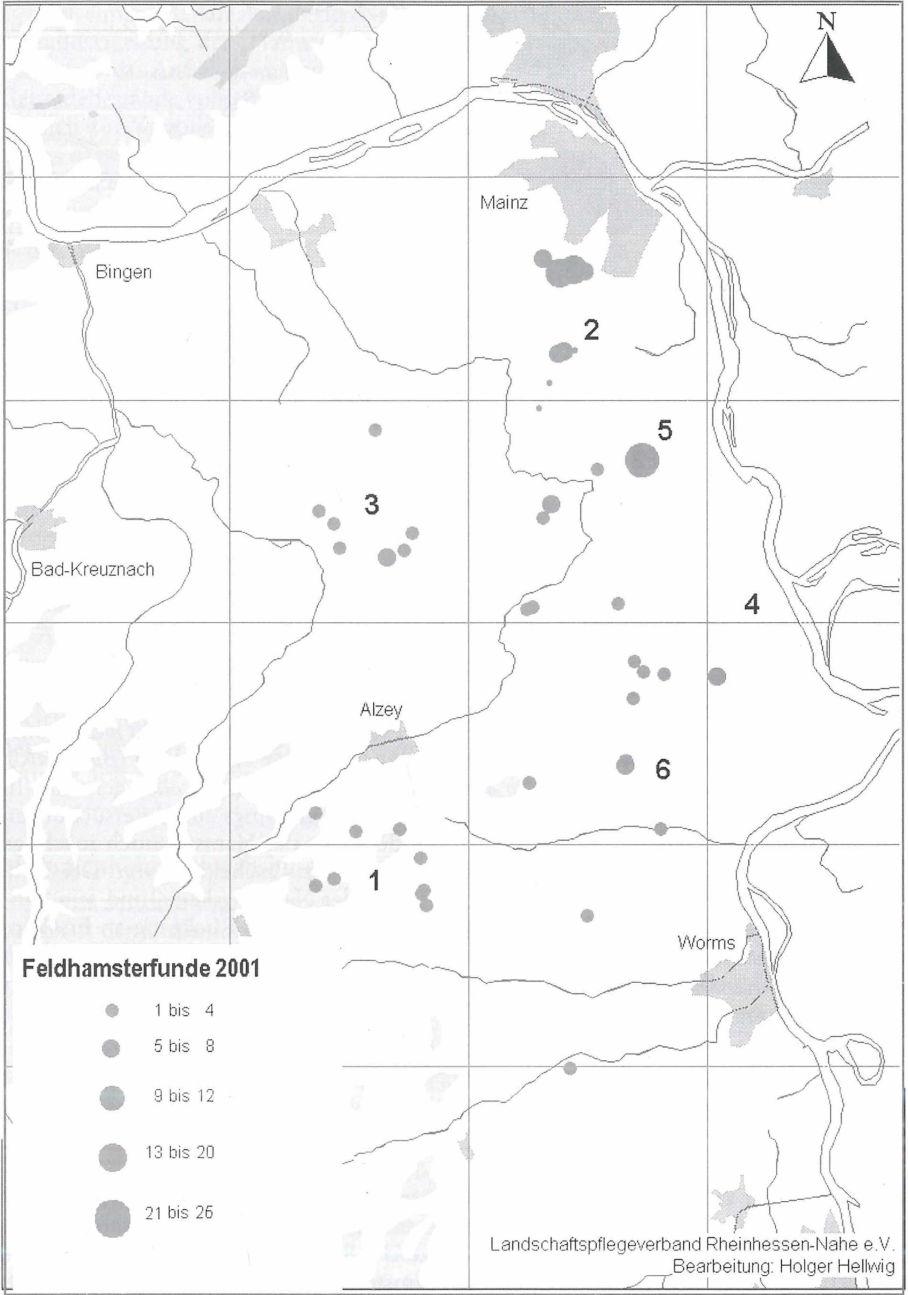 N
Mainz
Bingen
2
5
3
Bad-Kreuznach
4
Alzey
6
1
Worms
Feldhamsterfunde 2001
1 bis 4
5 bis 8
9 bis 12
13 bis 20
21 bis 26
Landschaftspflegeverband Rheinhessen-Nahe e.V.
Bearbeitung: Holger Hellwig